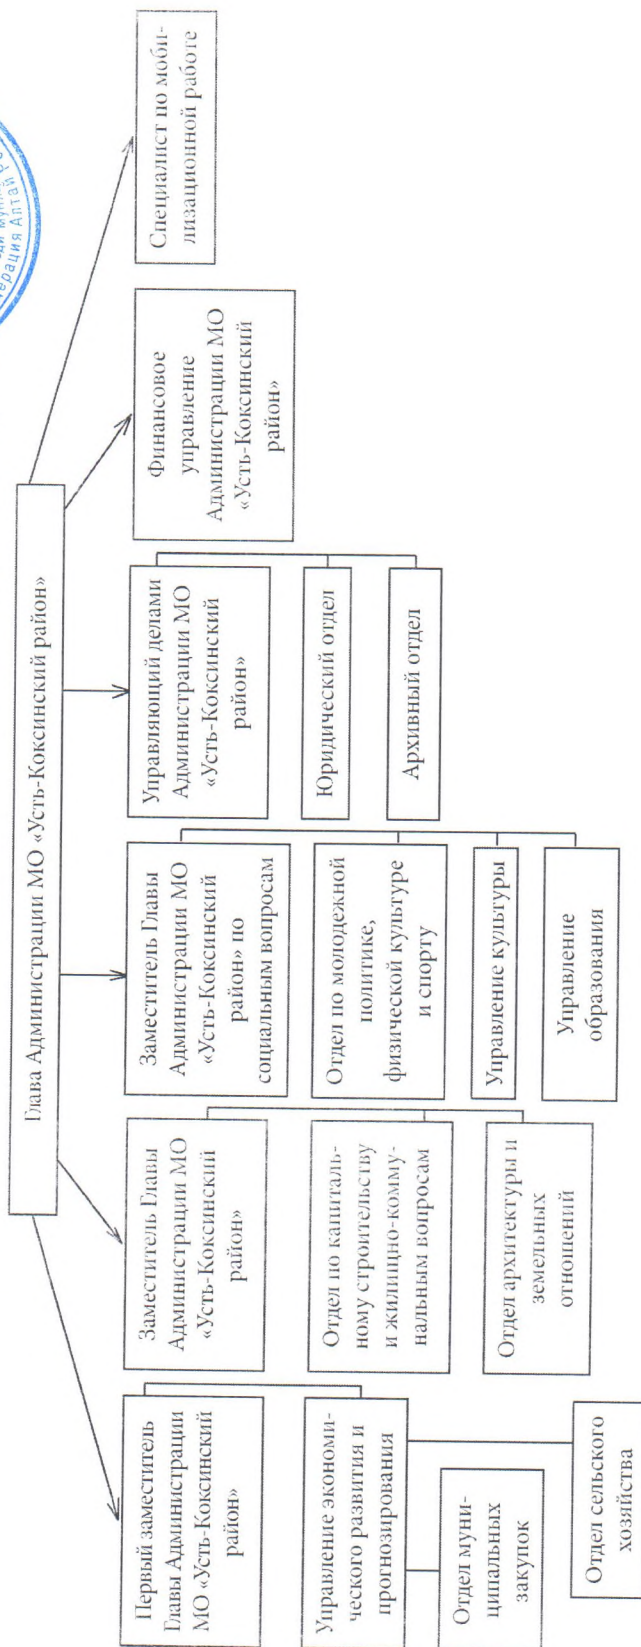 Глава Администрации МО «Усть-Коксинский район»
Первый заместитель
Главы Администрации
МО «Усть-Коксинский
район»
Управление экономи-
ческого развития и
прогнозирования
Отдел муни-
ципальных
закупок
Отдел сельского
хозяйства
Заместитель Главы
Администрации МО
«Усть-Коксинский
район»
Отдел по капиталь-
ному строительству
и жилищно-комму-
нальным вопросам
Отдел архитектуры и
земельных
отношений
Заместитель Главы
Администрации МО
«Усть-Коксинский
район» по
социальным вопросам
Отдел по молодежной
политике,
физической культуре
и спорту
Управление культуры
Управление
образования
Управляющий делами
Администрации МО
«Усть-Коксинский
район»
Юридический отдел
Архивный отдел
Финансовое
управление
Администрации МО
«Усть-Коксинский
район»
Специалист по моби-
лизационной работе